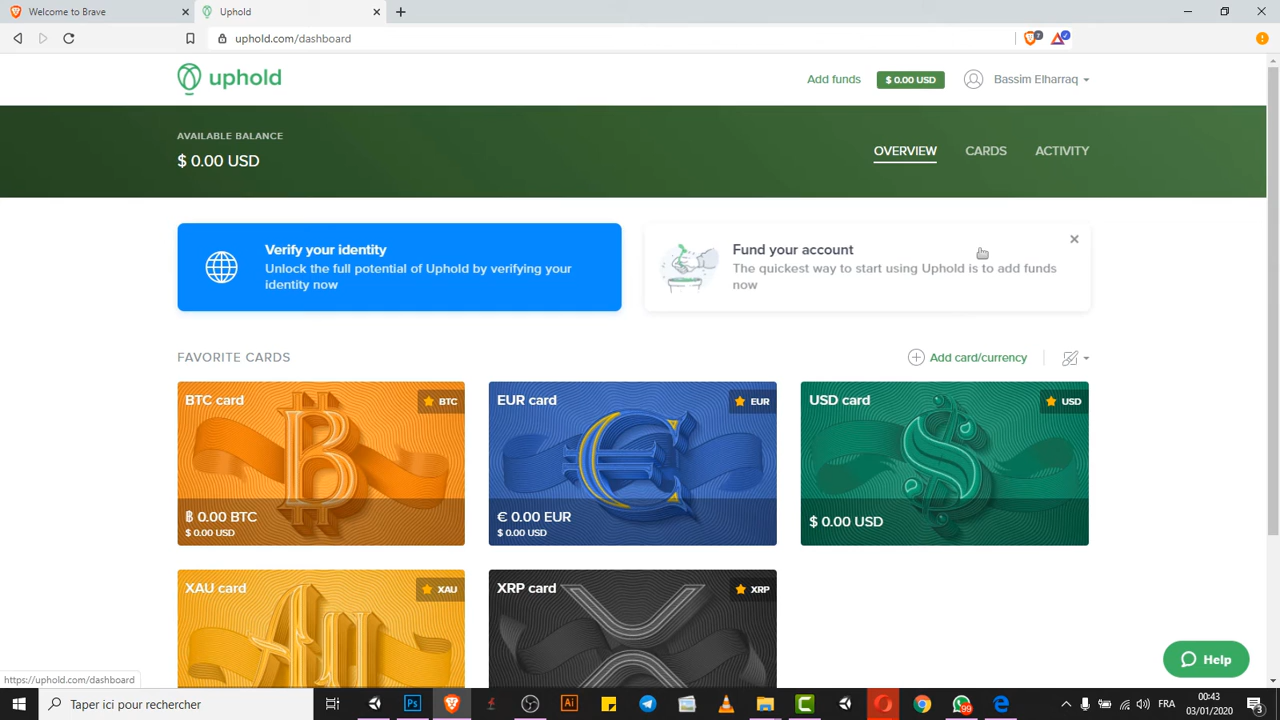 Welcome to Brave
Uphold
uphold.com/dashboard
7
uphold
Add funds
$ 0.00 USD
Bassim Elharraq
AVAILABLE BALANCE
$ 0.00 USD
OVERVIEW
CARDS
ACTIVITY
Verify your identity
Unlock the full potential of Uphold by verifying your
identity now
Fund your account
The quickest way to start using Uphold is to add funds
now
FAVORITE CARDS
Add card/currency
BTC card
BTC
₿ 0.00 BTC
$ 0.00 USD
EUR card
EUR
€ 0.00 EUR
$ 0.00 USD
USD card
USD
$ 0.00 USD
XAU card
XAU
XRP card
XRP
Help
https://uphold.com/dashboard
Taper ici pour rechercher
Ps
Ai
99
FRA
00:43
03/01/2020
3